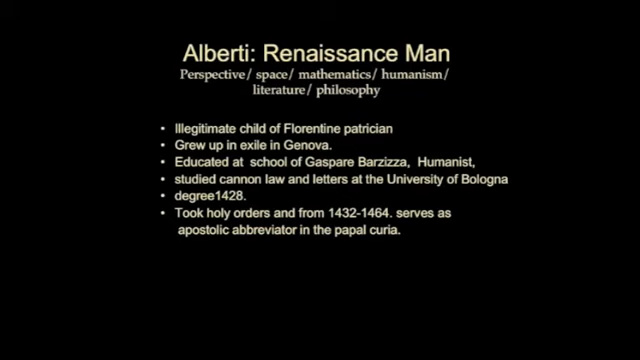 Alberti: Renaissance Man
Perspective/ space/ mathematics/ humanism/
literature/ philosophy
• Illegitimate child of Florentine patrician
• Grew up in exile in Genova.
• Educated at school of Gaspare Barzizza, Humanist,
• studied cannon law and letters at the University of Bologna
• degree1428.
• Took holy orders and from 1432-1464. serves as
apostolic abbreviator in the papal curia.